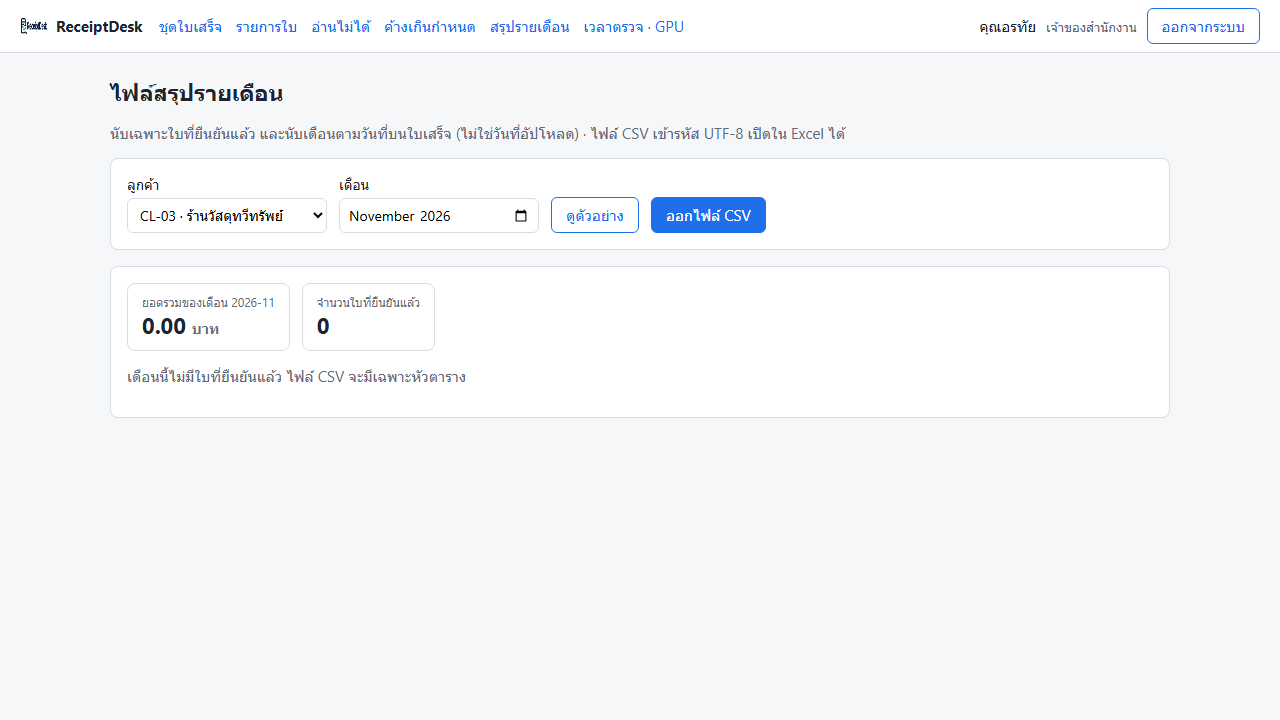 ReceiptDesk ชุดใบเสร็จ รายการใบ อ่านไม่ได้ ค้างเกินกำหนด สรุปรายเดือน เวลาตรวจ · GPU คุณอรทัย เจ้าของสำนักงาน ออกจากระบบ
ไฟล์สรุปรายเดือน
นับเฉพาะใบที่ยืนยันแล้ว และนับเดือนตามวันที่บนใบเสร็จ (ไม่ใช่วันที่อัปโหลด) · ไฟล์ CSV เข้ารหัส UTF-8 เปิดใน Excel ได้
ลูกค้า เดือน
CL-03 · ร้านวัสดุทวีทรัพย์ November 2026 ดูตัวอย่าง ออกไฟล์ CSV
ยอดรวมของเดือน 2026-11 จำนวนใบที่ยืนยันแล้ว
0.00 บาท 0
เดือนนี้ไม่มีใบที่ยืนยันแล้ว ไฟล์ CSV จะมีเฉพาะหัวตาราง